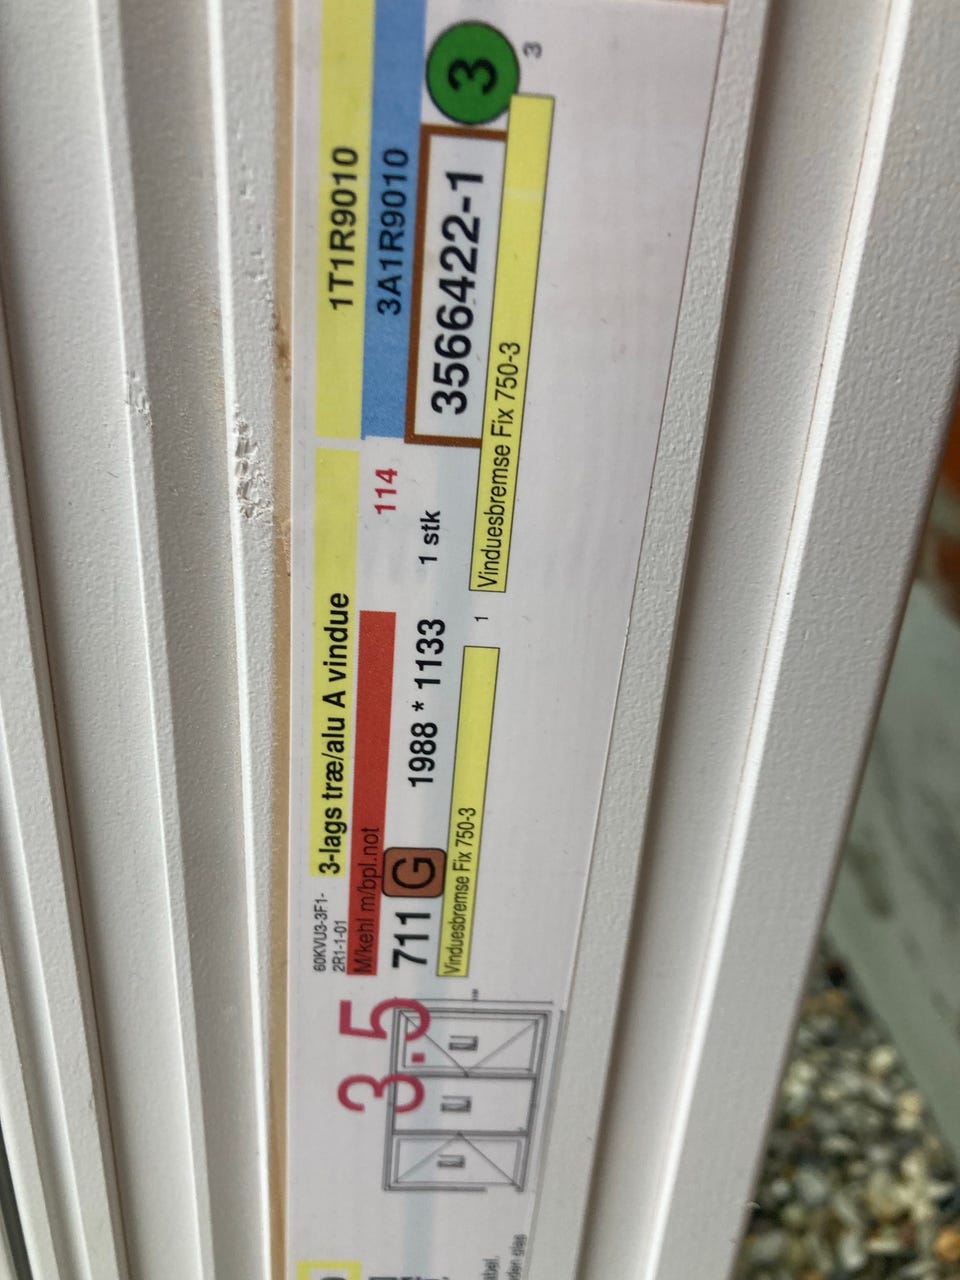 60KVU3-3F1-
2R1-1-01
3-lags træ/alu A vindue
1T1R9010
M/kehl m/bpl.not
114
3A1R9010
3.5
711 G
1988 * 1133
1 stk
3566422-1
3
Vinduesbremse Fix 750-3
1
Vinduesbremse Fix 750-3
3